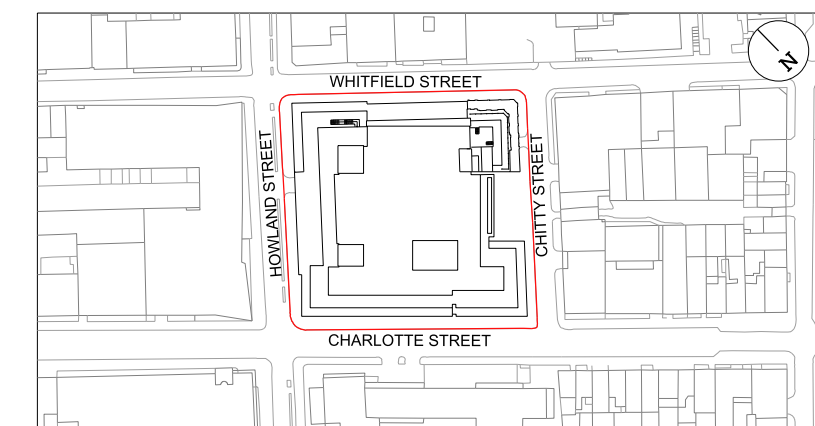 WHITFIELD STREET
N
HOWLAND STREET
CHITTY STREET
CHARLOTTE STREET